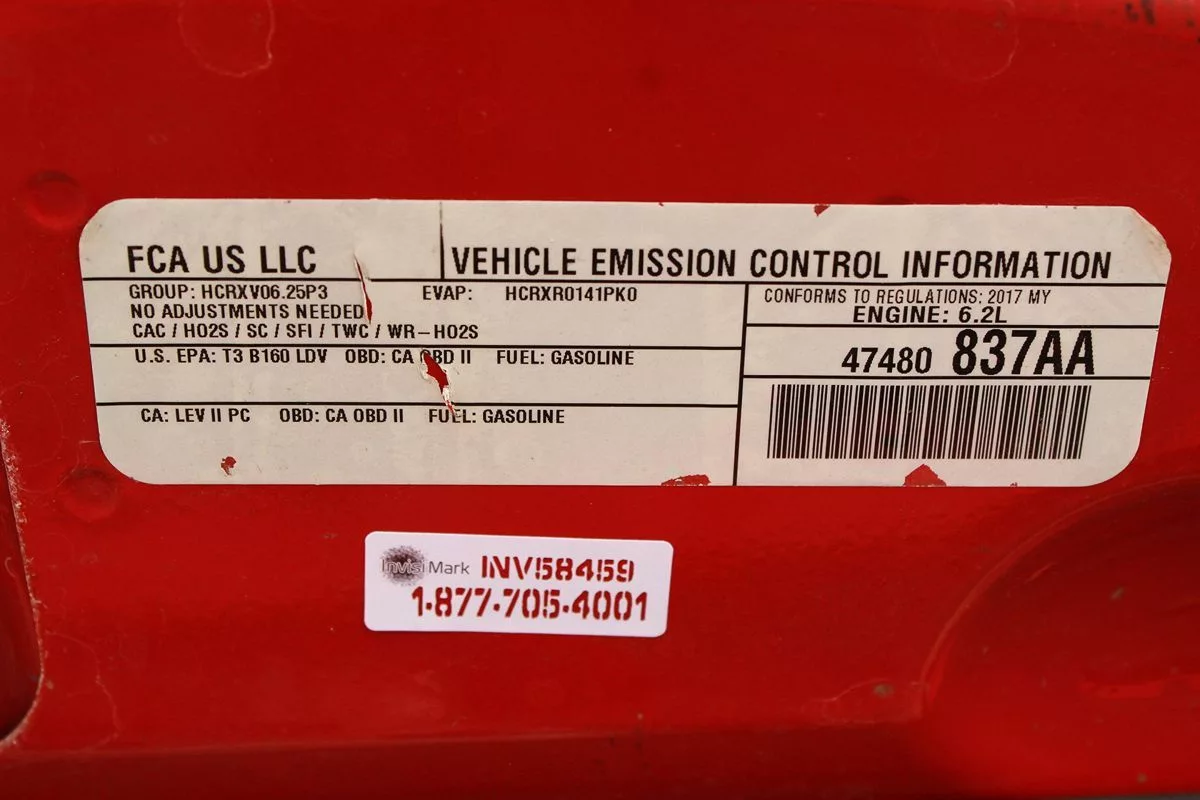 FCA US LLC
VEHICLE EMISSION CONTROL INFORMATION
GROUP: HCRXV06.25P3 EVAP: HCRXR0141PK0
NO ADJUSTMENTS NEEDED
CAC / HO2S / SC / SFI / TWC / WR-HO2S
U.S. EPA: T3 B160 LDV OBD: CA OBD II FUEL: GASOLINE
CA: LEV II PC OBD: CA OBD II FUEL: GASOLINE
CONFORMS TO REGULATIONS: 2017 MY
ENGINE: 6.2L
47480 837AA
InvisiMark INV58459
1-877-705-4001